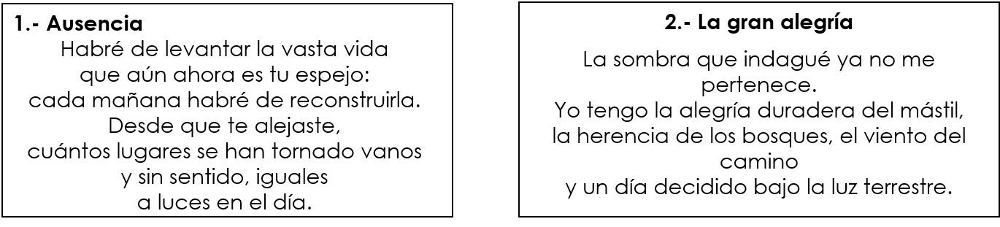 1.- Ausencia
Habré de levantar la vasta vida
que aún ahora es tu espejo:
cada mañana habré de reconstruirla.
Desde que te alejaste,
cuántos lugares se han tornado vanos
y sin sentido, iguales
a luces en el día.
2.- La gran alegría
La sombra que indagué ya no me
pertenece.
Yo tengo la alegría duradera del mástil,
la herencia de los bosques, el viento del
camino
y un día decidido bajo la luz terrestre.